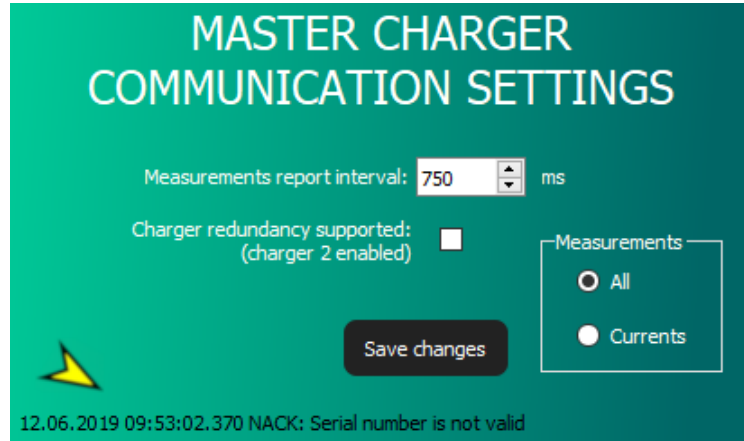 MASTER CHARGER
COMMUNICATION SETTINGS
Measurements report interval: 750 ms
Charger redundancy supported:
(charger 2 enabled)
Measurements
All
Currents
Save changes
12.06.2019 09:53:02.370 NACK: Serial number is not valid